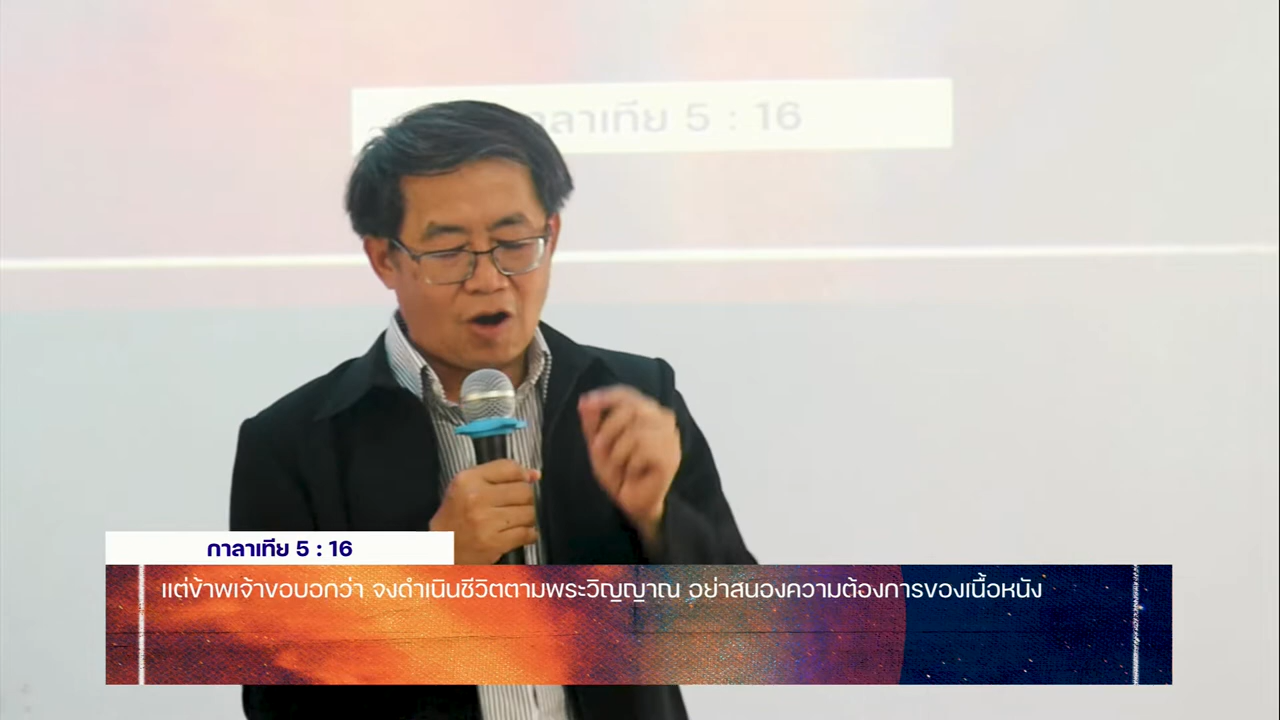 กาลาเทีย 5 : 16
กาลาเทีย 5 : 16
แต่ข้าพเจ้าขอบอกว่า จงดำเนินชีวิตตามพระวิญญาณ อย่าสนองความต้องการของเนื้อหนัง